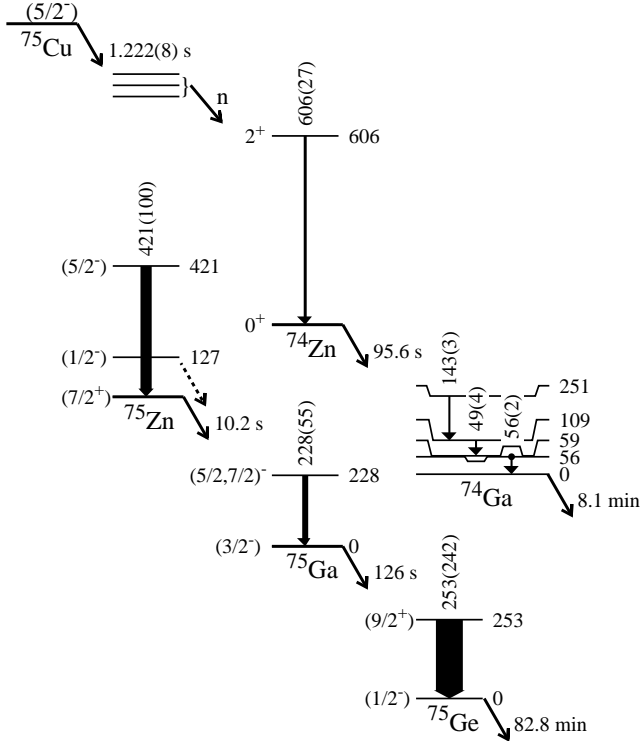 (5/2⁻)
⁷⁵Cu
1.222(8) s
}
n
606(27)
2⁺
606
421(100)
(5/2⁻)
421
0⁺
⁷⁴Zn
95.6 s
(1/2⁻)
127
(7/2⁺)
⁷⁵Zn
10.2 s
143(3)
49(4)
56(2)
251
109
59
56
0
⁷⁴Ga
8.1 min
228(55)
(5/2,7/2)⁻
228
(3/2⁻)
0
⁷⁵Ga
126 s
253(242)
(9/2⁺)
253
(1/2⁻)
0
⁷⁵Ge
82.8 min